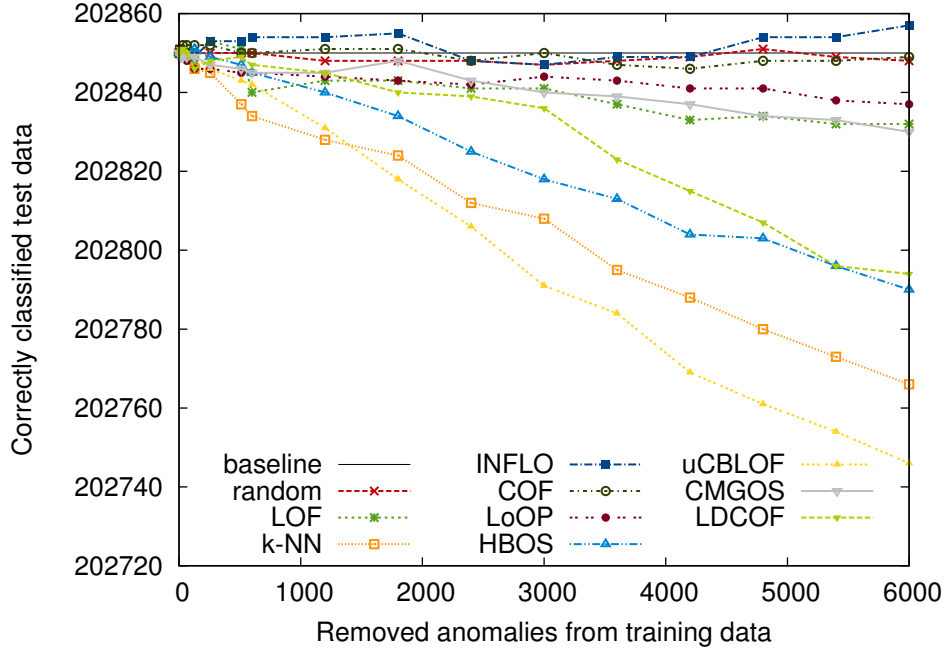 Correctly classified test data
202860
202840
202820
202800
202780
202760
202740
202720
baseline
random
LOF
k-NN
INFLO
COF
LoOP
HBOS
uCBLOF
CMGOS
LDCOF
0 1000 2000 3000 4000 5000 6000
Removed anomalies from training data